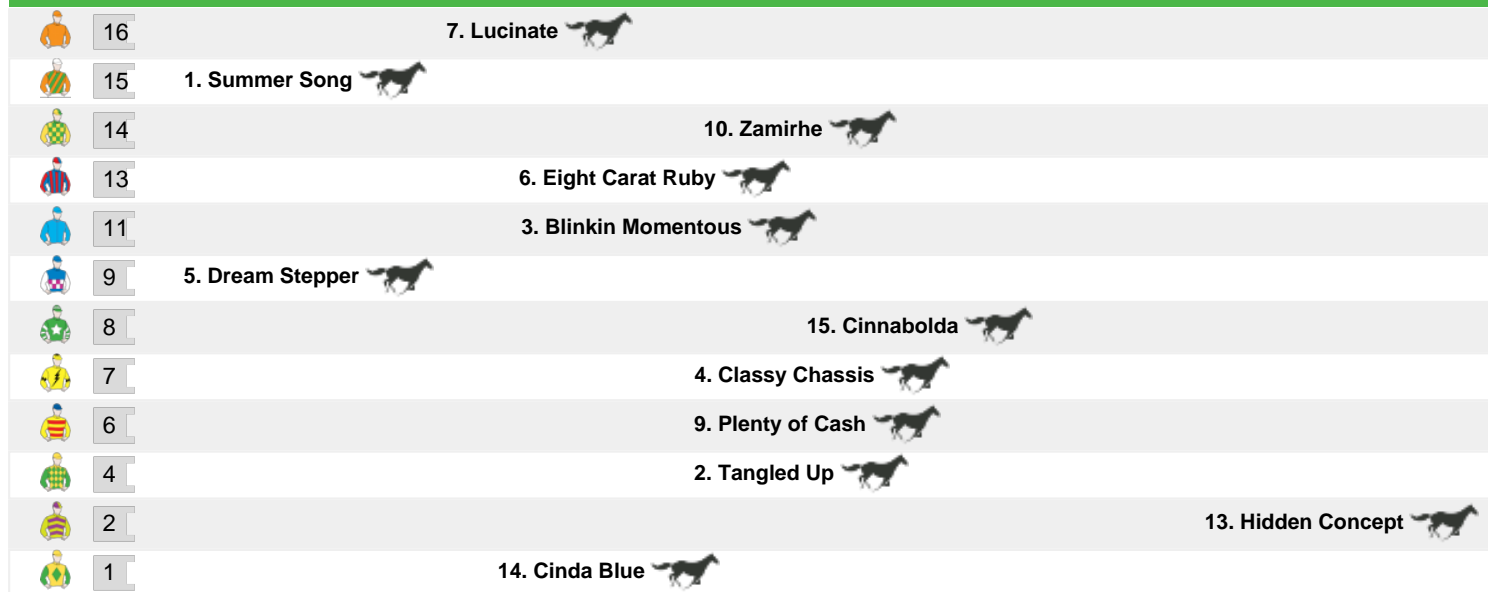 16 7. Lucinate
15 1. Summer Song
14 10. Zamirhe
13 6. Eight Carat Ruby
11 3. Blinkin Momentous
9 5. Dream Stepper
8 15. Cinnabolda
7 4. Classy Chassis
6 9. Plenty of Cash
4 2. Tangled Up
2 13. Hidden Concept
1 14. Cinda Blue